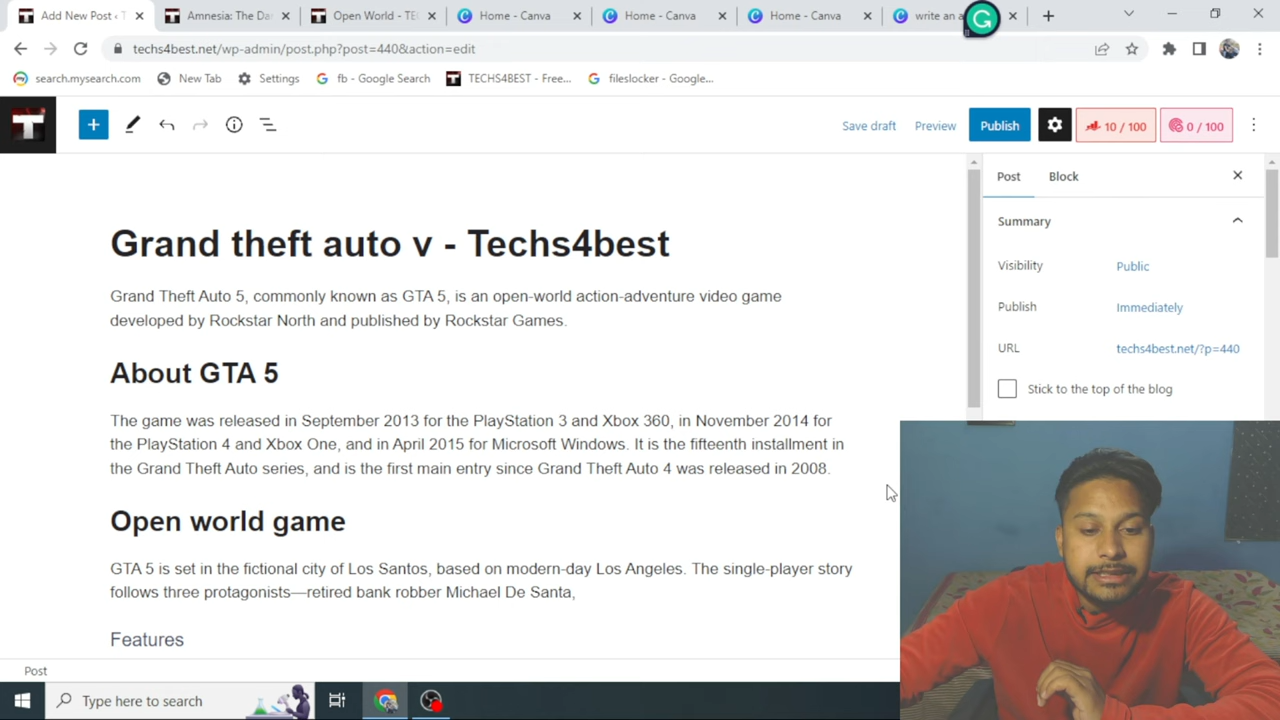 Add New Post ‹ T
Amnesia: The Da
Open World - TE
Home - Canva
Home - Canva
Home - Canva
write an a
techs4best.net/wp-admin/post.php?post=440&action=edit
search.mysearch.com
New Tab
Settings
fb - Google Search
TECHS4BEST - Free...
fileslocker - Google...
Save draft
Preview
Publish
10 / 100
0 / 100
Post
Block
Summary
Visibility
Public
Publish
Immediately
URL
techs4best.net/?p=440
Stick to the top of the blog
Grand theft auto v - Techs4best
Grand Theft Auto 5, commonly known as GTA 5, is an open-world action-adventure video game
developed by Rockstar North and published by Rockstar Games.
About GTA 5
The game was released in September 2013 for the PlayStation 3 and Xbox 360, in November 2014 for
the PlayStation 4 and Xbox One, and in April 2015 for Microsoft Windows. It is the fifteenth installment in
the Grand Theft Auto series, and is the first main entry since Grand Theft Auto 4 was released in 2008.
Open world game
GTA 5 is set in the fictional city of Los Santos, based on modern-day Los Angeles. The single-player story
follows three protagonists—retired bank robber Michael De Santa,
Features
Post
Type here to search